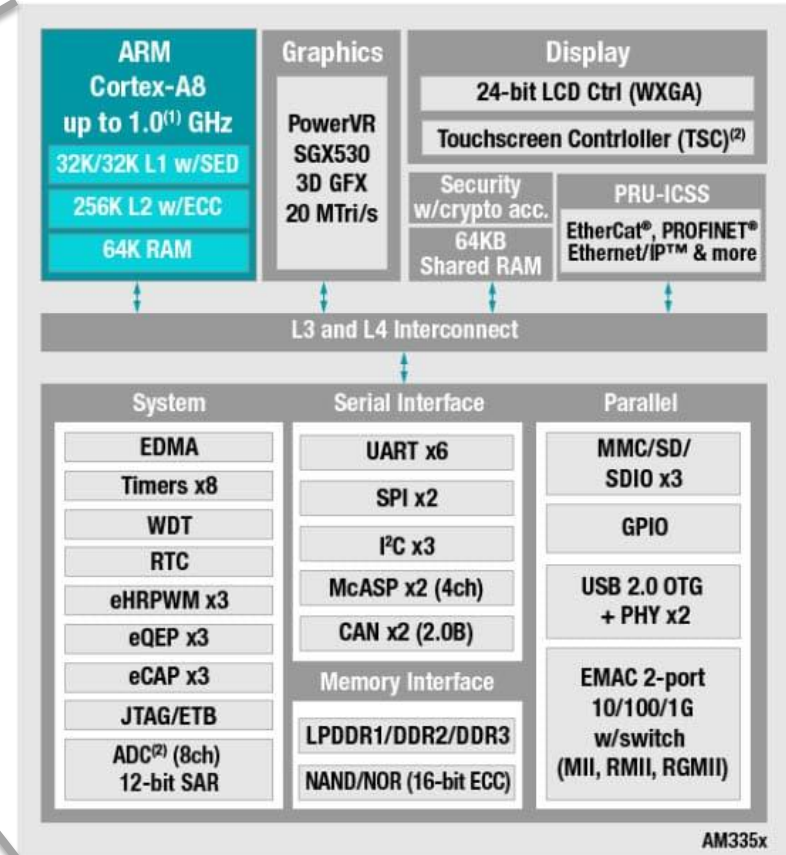 ARM
Cortex-A8
up to 1.0(1) GHz
32K/32K L1 w/SED
256K L2 w/ECC
64K RAM
Graphics
PowerVR
SGX530
3D GFX
20 MTri/s
Display
24-bit LCD Ctrl (WXGA)
Touchscreen Contrloller (TSC)(2)
Security
w/crypto acc.
64KB
Shared RAM
PRU-ICSS
EtherCat®, PROFINET®
Ethernet/IP™ & more
L3 and L4 Interconnect
System
EDMA
Timers x8
WDT
RTC
eHRPWM x3
eQEP x3
eCAP x3
JTAG/ETB
ADC(2) (8ch)
12-bit SAR
Serial Interface
UART x6
SPI x2
I²C x3
McASP x2 (4ch)
CAN x2 (2.0B)
Memory Interface
LPDDR1/DDR2/DDR3
NAND/NOR (16-bit ECC)
Parallel
MMC/SD/
SDIO x3
GPIO
USB 2.0 OTG
+ PHY x2
EMAC 2-port
10/100/1G
w/switch
(MII, RMII, RGMII)
AM335x